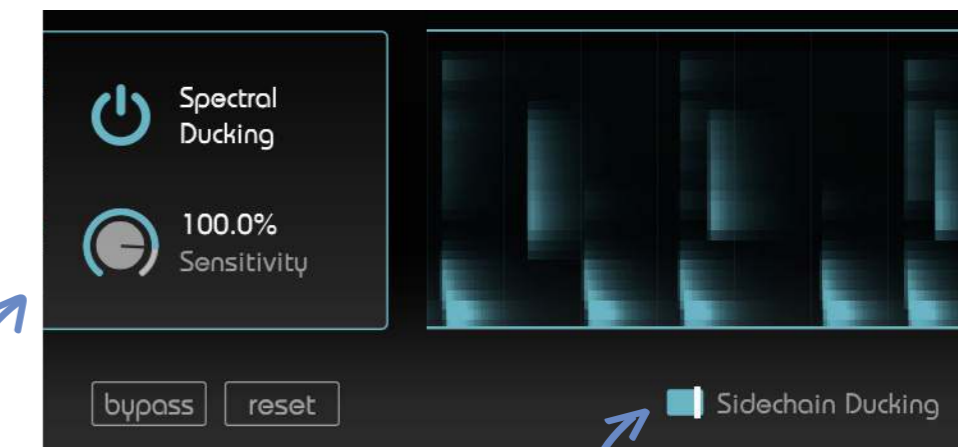 Spectral
Ducking
100.0%
Sensitivity
bypass
reset
Sidechain Ducking